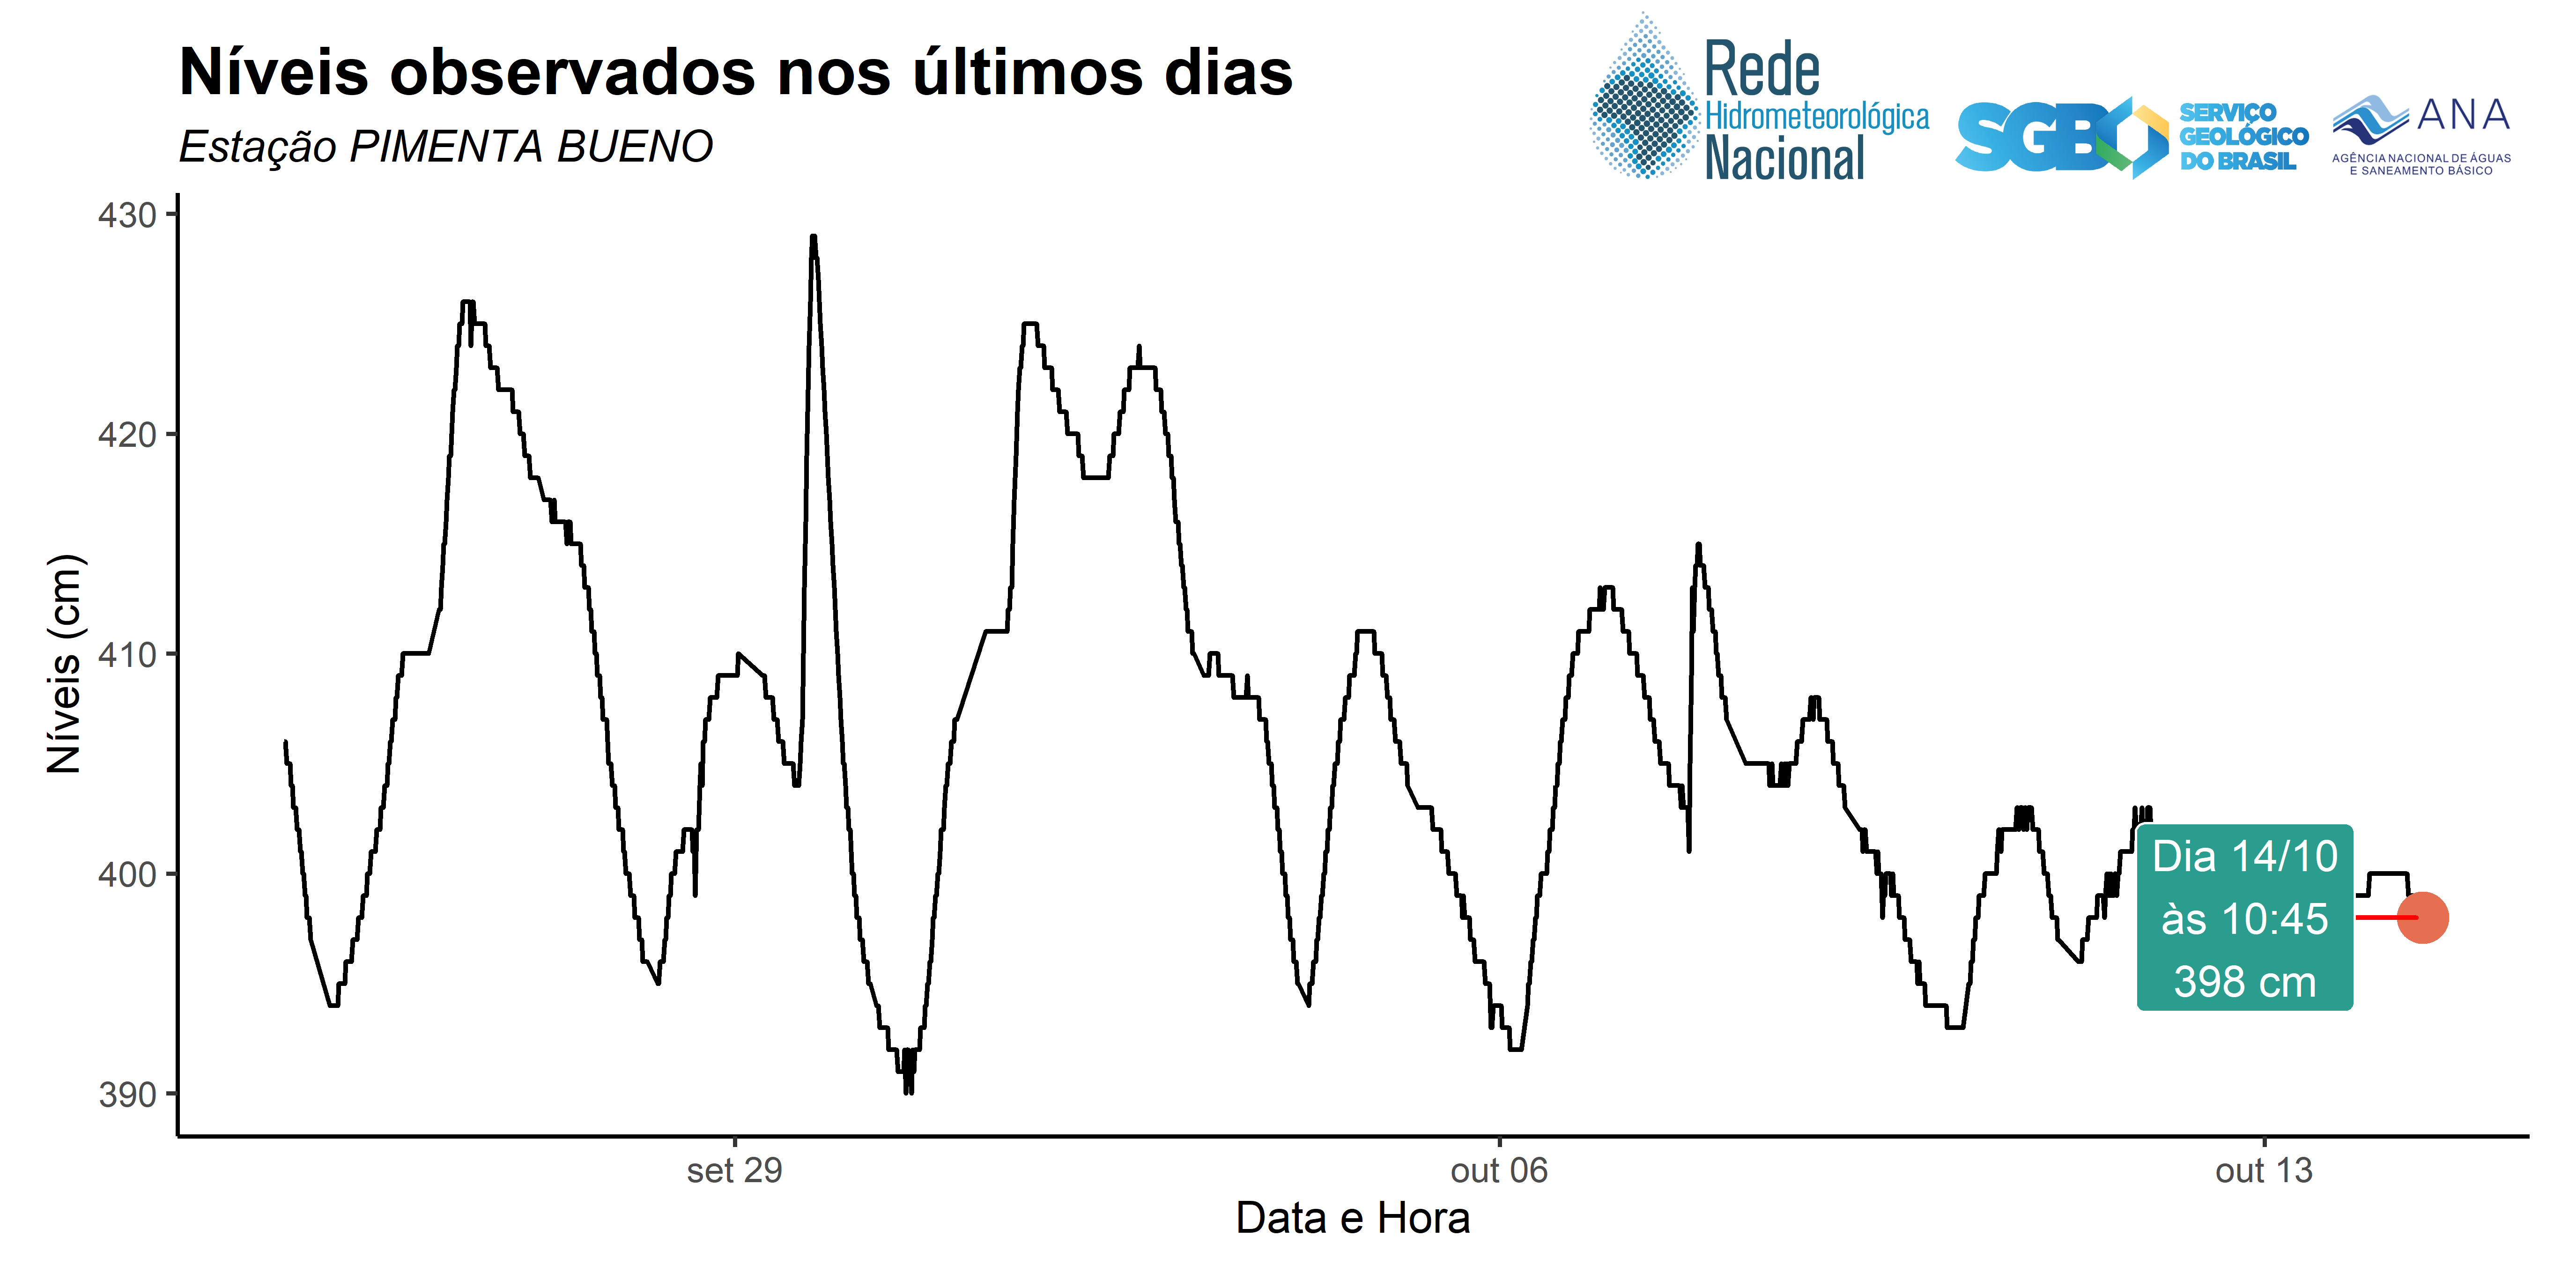 Níveis observados nos últimos dias
Estação PIMENTA BUENO
Rede
Hidrometeorológica
Nacional
SGB
SERVIÇO
GEOLÓGICO
DO BRASIL
ANA
AGÊNCIA NACIONAL DE ÁGUAS
E SANEAMENTO BÁSICO
Níveis (cm)
430
420
410
400
390
Dia 14/10
às 10:45
398 cm
set 29
out 06
out 13
Data e Hora